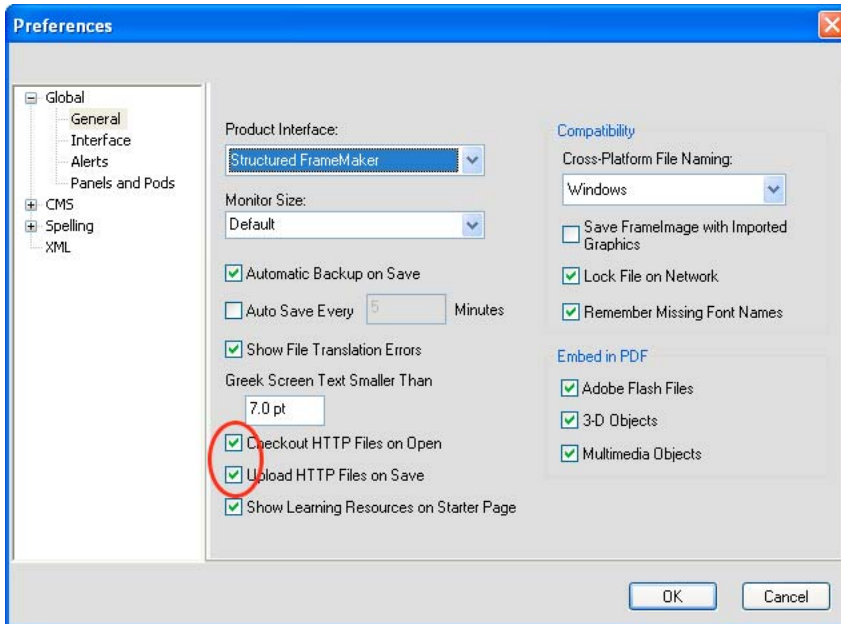 Preferences
Global
General
Interface
Alerts
Panels and Pods
CMS
Spelling
XML
Product Interface:
Structured FrameMaker
Monitor Size:
Default
Automatic Backup on Save
Auto Save Every 5 Minutes
Show File Translation Errors
Greek Screen Text Smaller Than
7.0 pt
Checkout HTTP Files on Open
Upload HTTP Files on Save
Show Learning Resources on Starter Page
Compatibility
Cross-Platform File Naming:
Windows
Save FrameImage with Imported
Graphics
Lock File on Network
Remember Missing Font Names
Embed in PDF
Adobe Flash Files
3-D Objects
Multimedia Objects
OK
Cancel